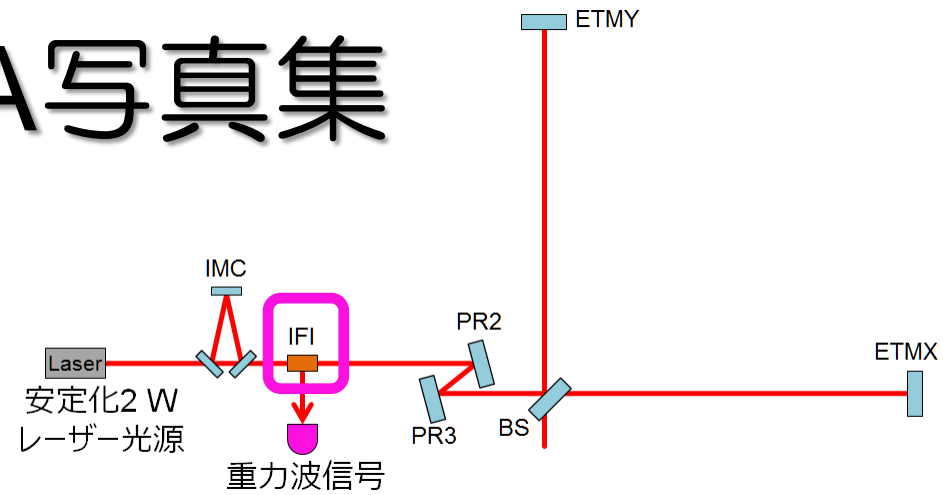 A写真集
ETMY
IMC
IFI
PR2
ETMX
Laser
安定化2 W
レーザー光源
PR3
BS
重力波信号